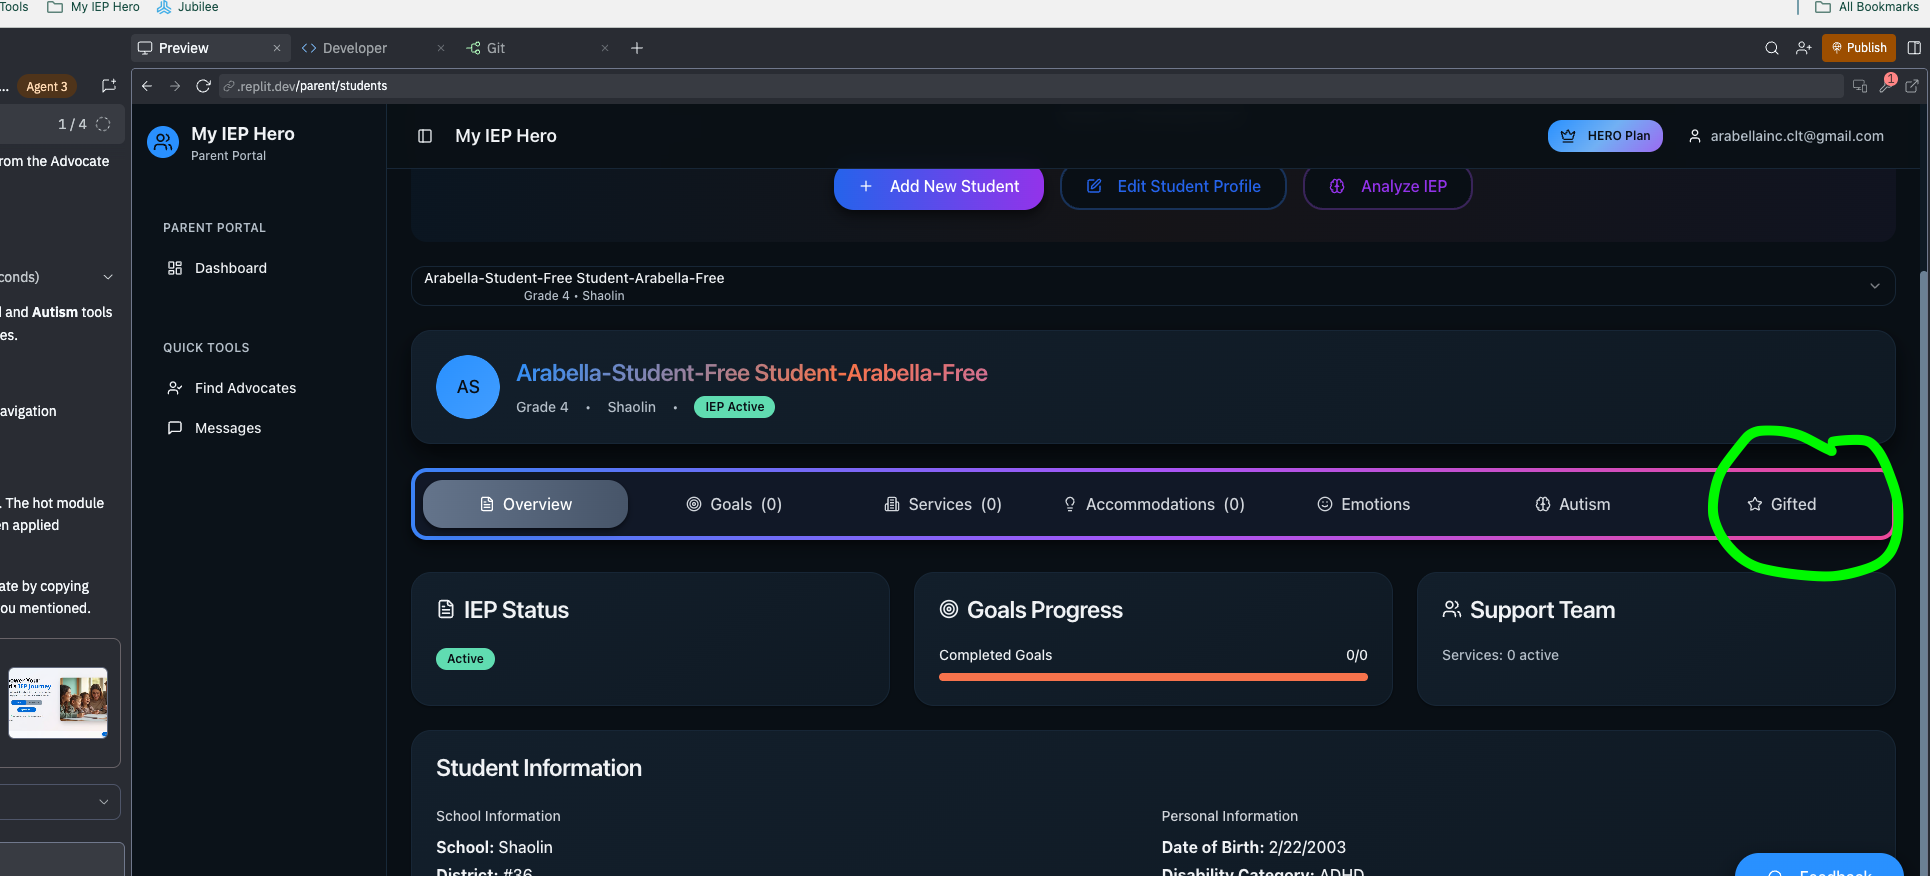 Tools
My IEP Hero
Jubilee
All Bookmarks
Preview
Developer
Git
Publish
...
Agent 3
.replit.dev/parent/students
1
1 / 4
rom the Advocate
conds)
and Autism tools
es.
avigation
. The hot module
en applied
ate by copying
ou mentioned.
My IEP Hero
Parent Portal
PARENT PORTAL
Dashboard
QUICK TOOLS
Find Advocates
Messages
My IEP Hero
HERO Plan
arabellainc.clt@gmail.com
Add New Student
Edit Student Profile
Analyze IEP
Arabella-Student-Free Student-Arabella-Free
Grade 4 • Shaolin
AS
Arabella-Student-Free Student-Arabella-Free
Grade 4 • Shaolin • IEP Active
Overview
Goals (0)
Services (0)
Accommodations (0)
Emotions
Autism
Gifted
IEP Status
Active
Goals Progress
Completed Goals 0/0
Support Team
Services: 0 active
Student Information
School Information
School: Shaolin
District: #36
Personal Information
Date of Birth: 2/22/2003
Disability Category: ADHD
Feedback